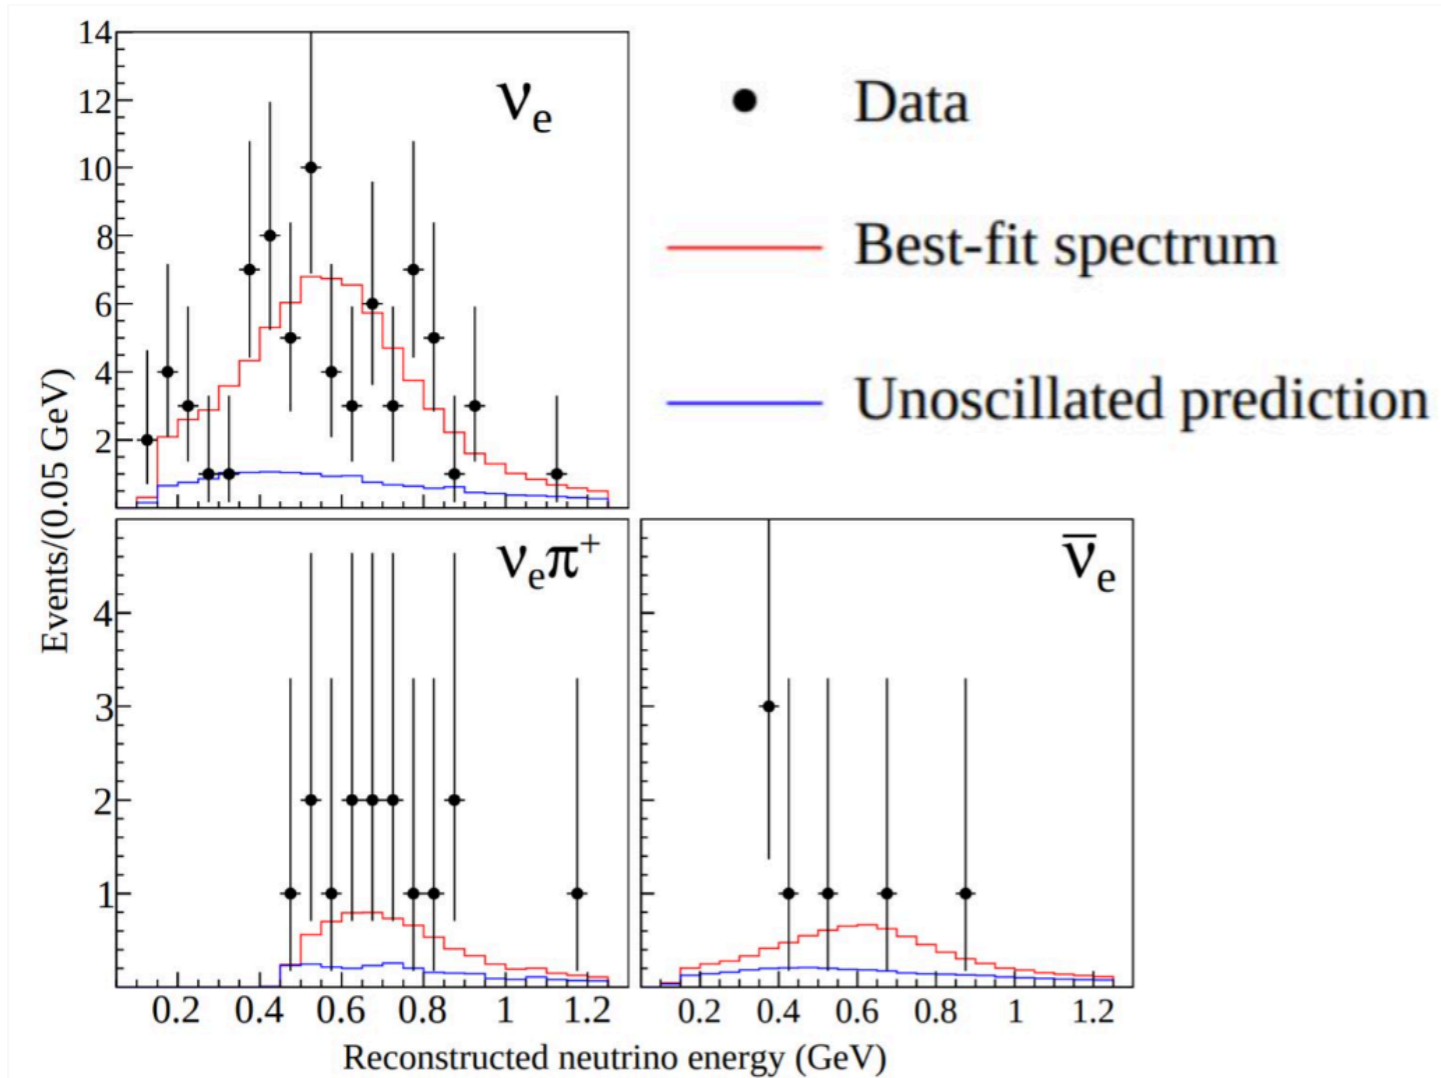 14
12
10
8
6
4
2
νe
Data
Best-fit spectrum
Unoscillated prediction
Events/(0.05 GeV)
νeπ+
4
3
2
1
0.2 0.4 0.6 0.8 1 1.2
ν̅e
0.2 0.4 0.6 0.8 1 1.2
Reconstructed neutrino energy (GeV)